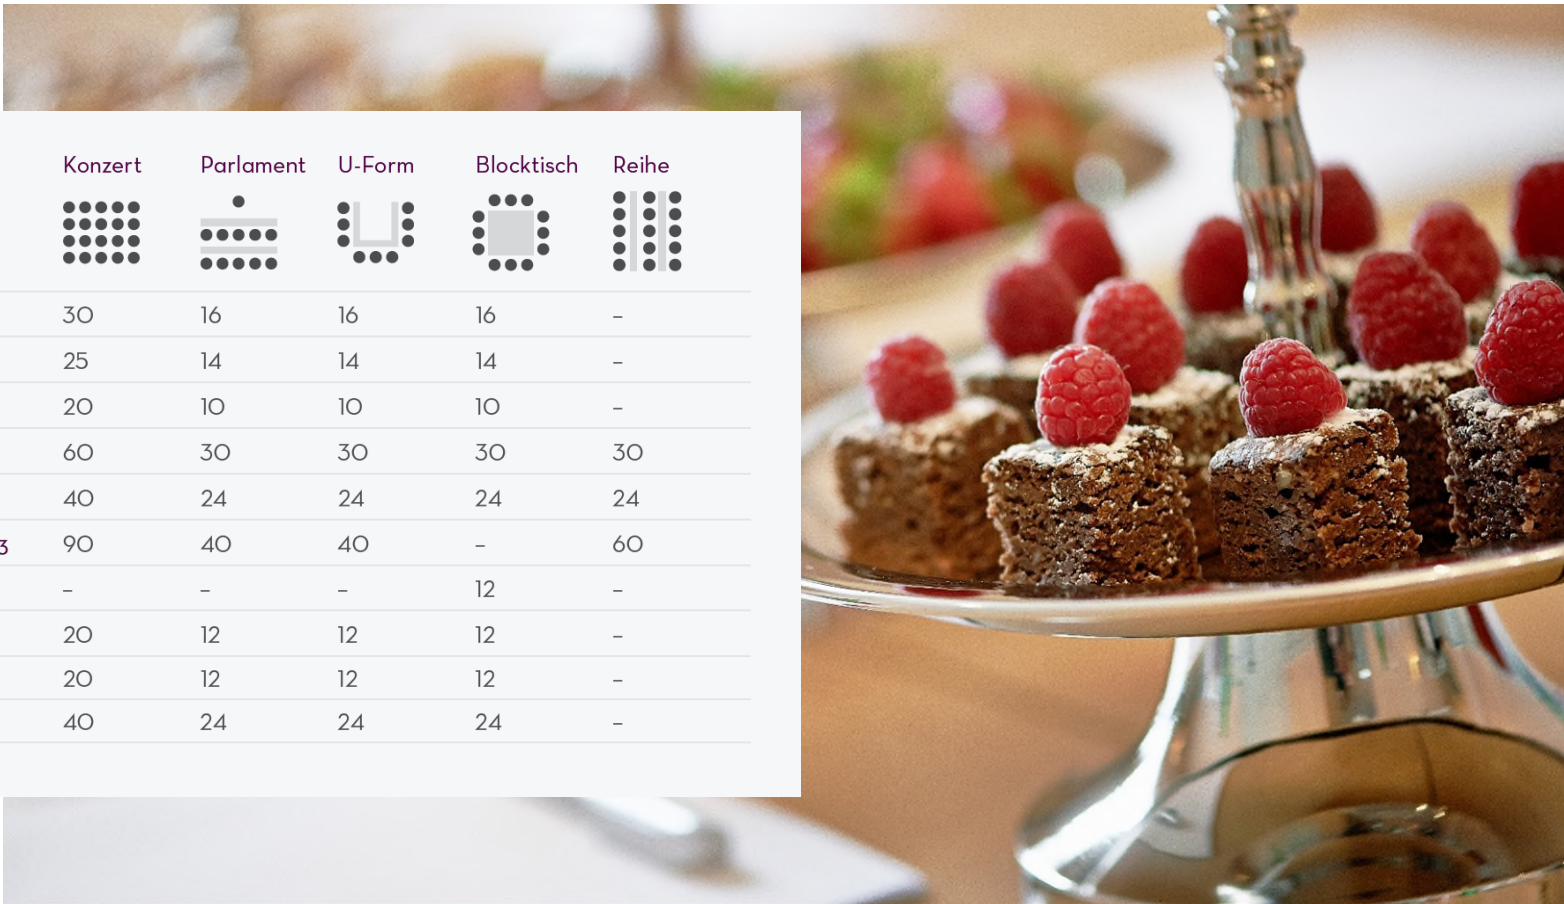 Konzert Parlament U-Form Blocktisch Reihe
30 16 16 16 –
25 14 14 14 –
20 10 10 10 –
60 30 30 30 30
40 24 24 24 24
3 90 40 40 – 60
– – – 12 –
20 12 12 12 –
20 12 12 12 –
40 24 24 24 –